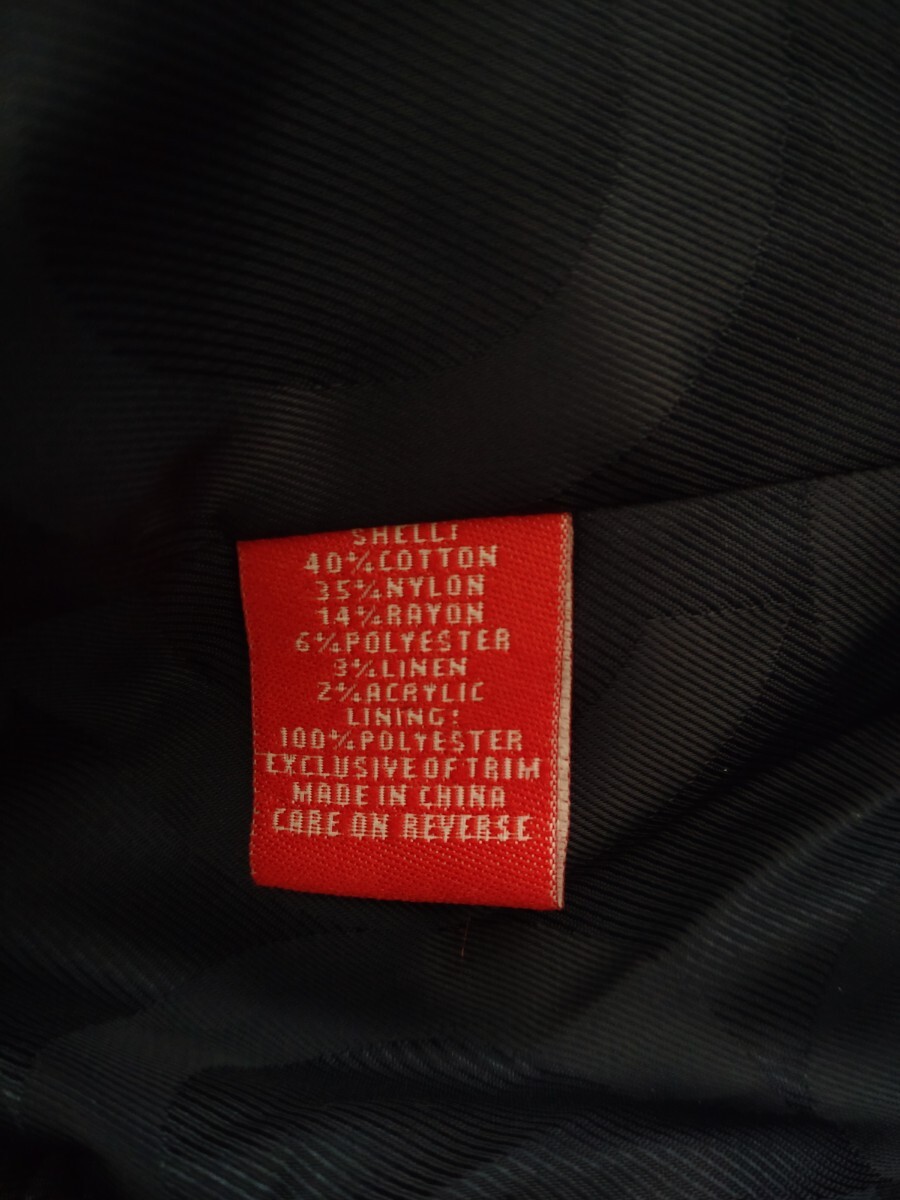 SHELL:
40%COTTON
35%NYLON
14%RAYON
6%POLYESTER
3%LINEN
2%ACRYLIC
LINING:
100%POLYESTER
EXCLUSIVE OF TRIM
MADE IN CHINA
CARE ON REVERSE